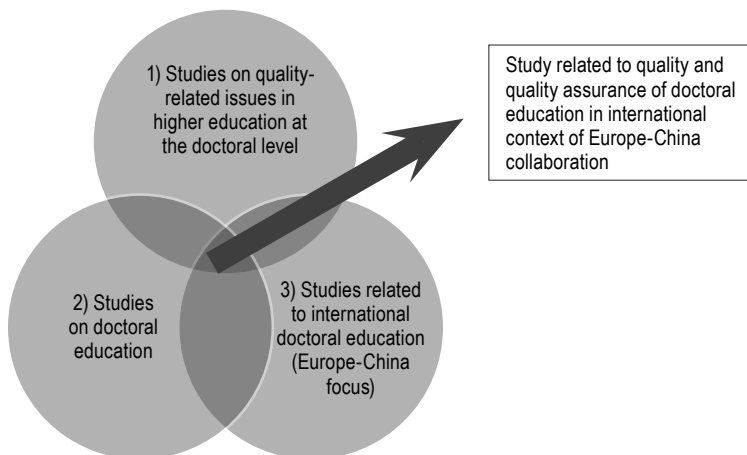 1) Studies on quality-
related issues in
higher education at
the doctoral level
Study related to quality and
quality assurance of doctoral
education in international
context of Europe-China
collaboration
2) Studies
on doctoral
education
3) Studies related
to international
doctoral education
(Europe-China
focus)